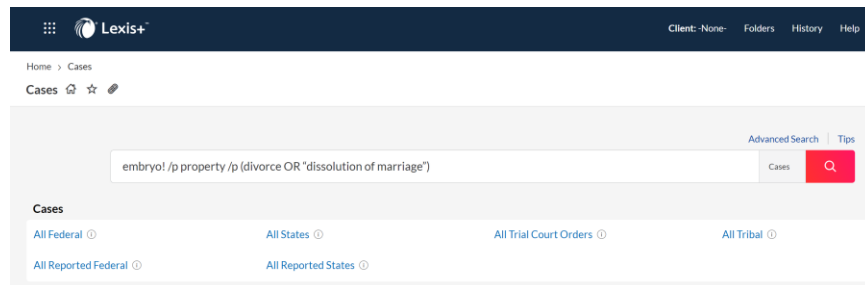 Lexis+ Client: -None- Folders History Help
Home > Cases
Cases
Advanced Search | Tips
embryo! /p property /p (divorce OR "dissolution of marriage") Cases
Cases
All Federal All States All Trial Court Orders All Tribal
All Reported Federal All Reported States